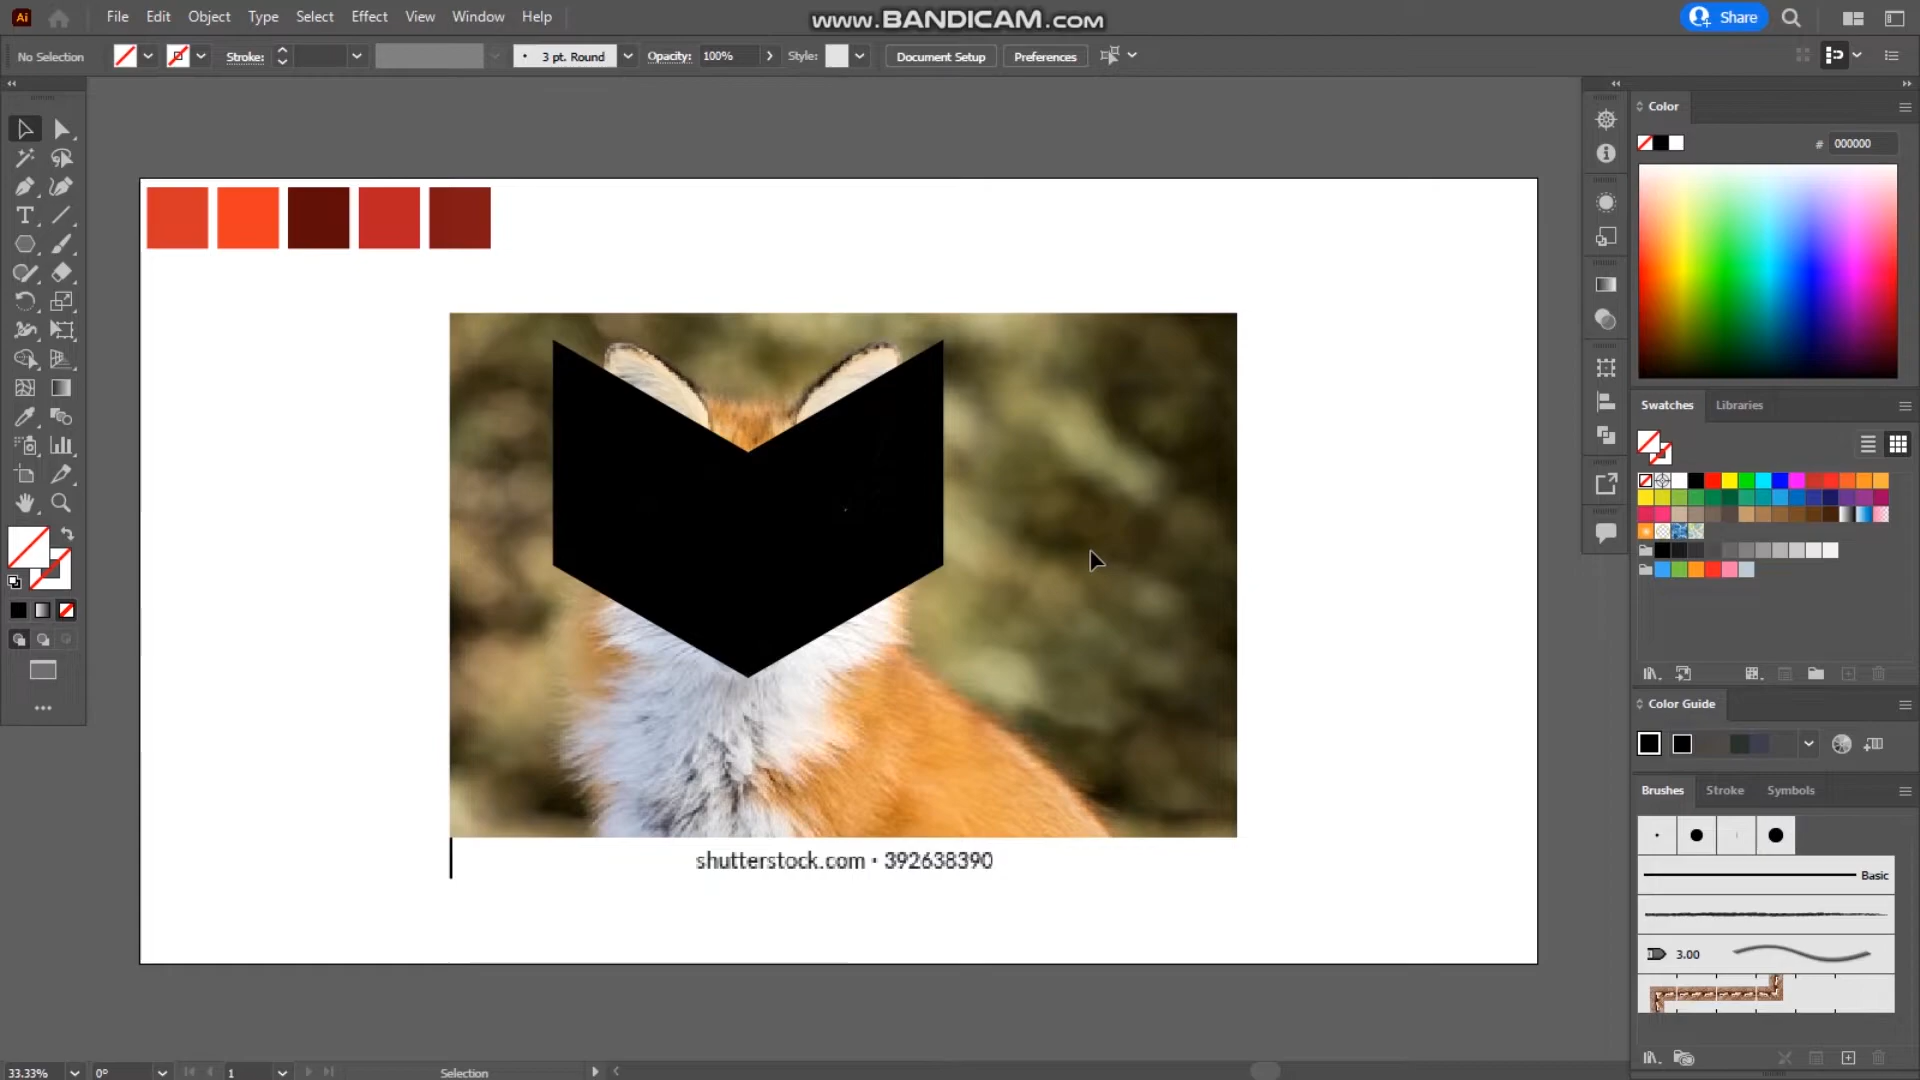 Ai File Edit Object Type Select Effect View Window Help
www.BANDICAM.com
Share
No Selection Stroke: 3 pt. Round Opacity: 100% Style: Document Setup Preferences
Color
# 000000
Swatches Libraries
Color Guide
Brushes Stroke Symbols
Basic
3.00
shutterstock.com · 392638390
33.33% 0° 1 Selection